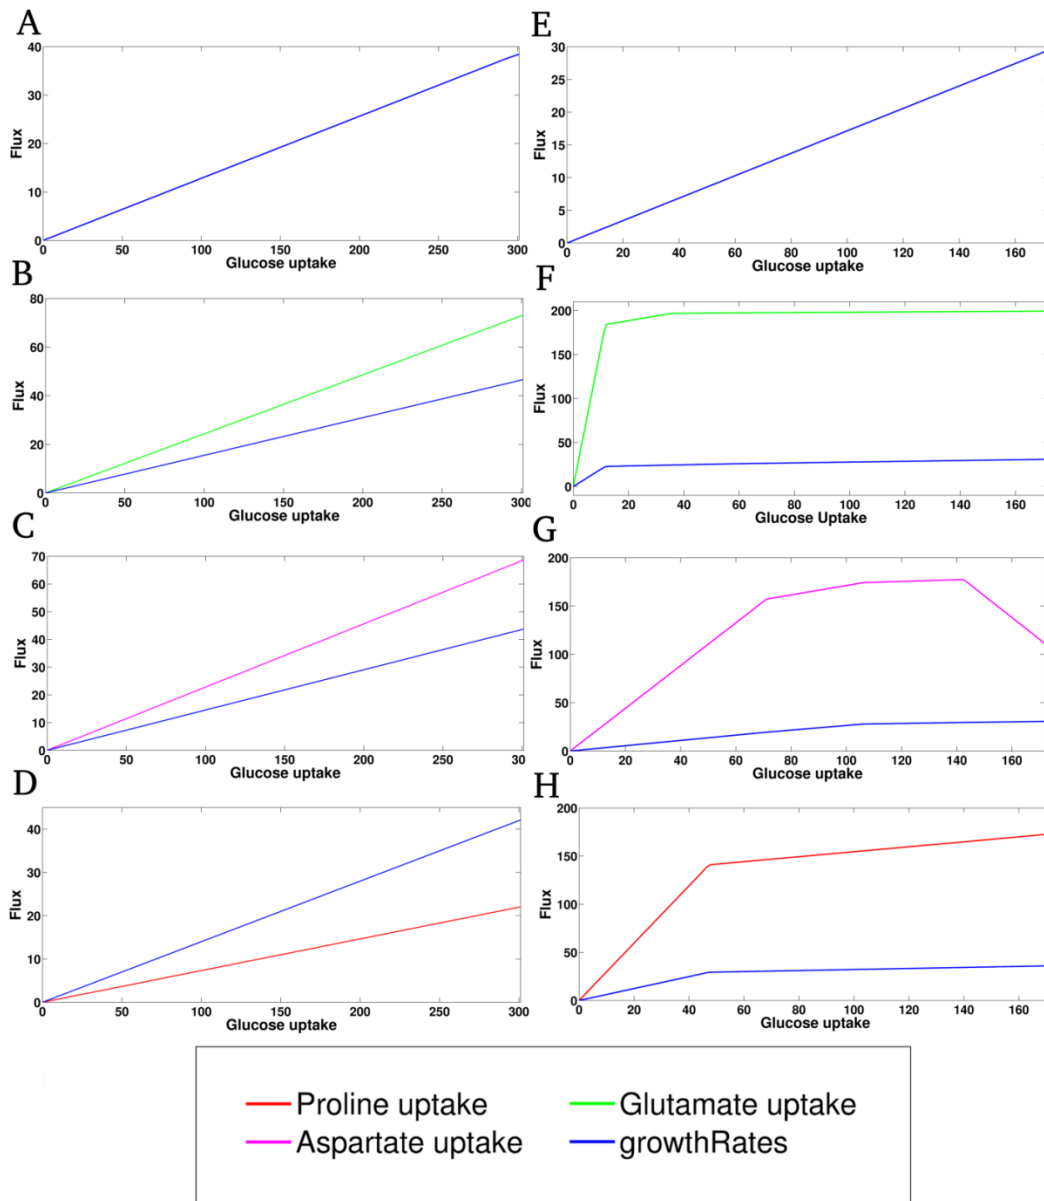 A
40
30
20
10
0
Flux
0 50 100 150 200 250 300
Glucose uptake
E
30
25
20
15
10
5
0
Flux
0 20 40 60 80 100 120 140 160
Glucose uptake
B
80
60
40
20
0
Flux
0 50 100 150 200 250 300
Glucose uptake
F
200
150
100
50
0
Flux
0 20 40 60 80 100 120 140 160
Glucose Uptake
C
70
60
50
40
30
20
10
0
Flux
0 50 100 150 200 250 300
Glucose uptake
G
200
150
100
50
0
Flux
0 20 40 60 80 100 120 140 160
Glucose uptake
D
40
30
20
10
0
Flux
0 50 100 150 200 250 300
Glucose uptake
H
200
150
100
50
0
Flux
0 20 40 60 80 100 120 140 160
Glucose uptake
Proline uptake Glutamate uptake
Aspartate uptake growthRates